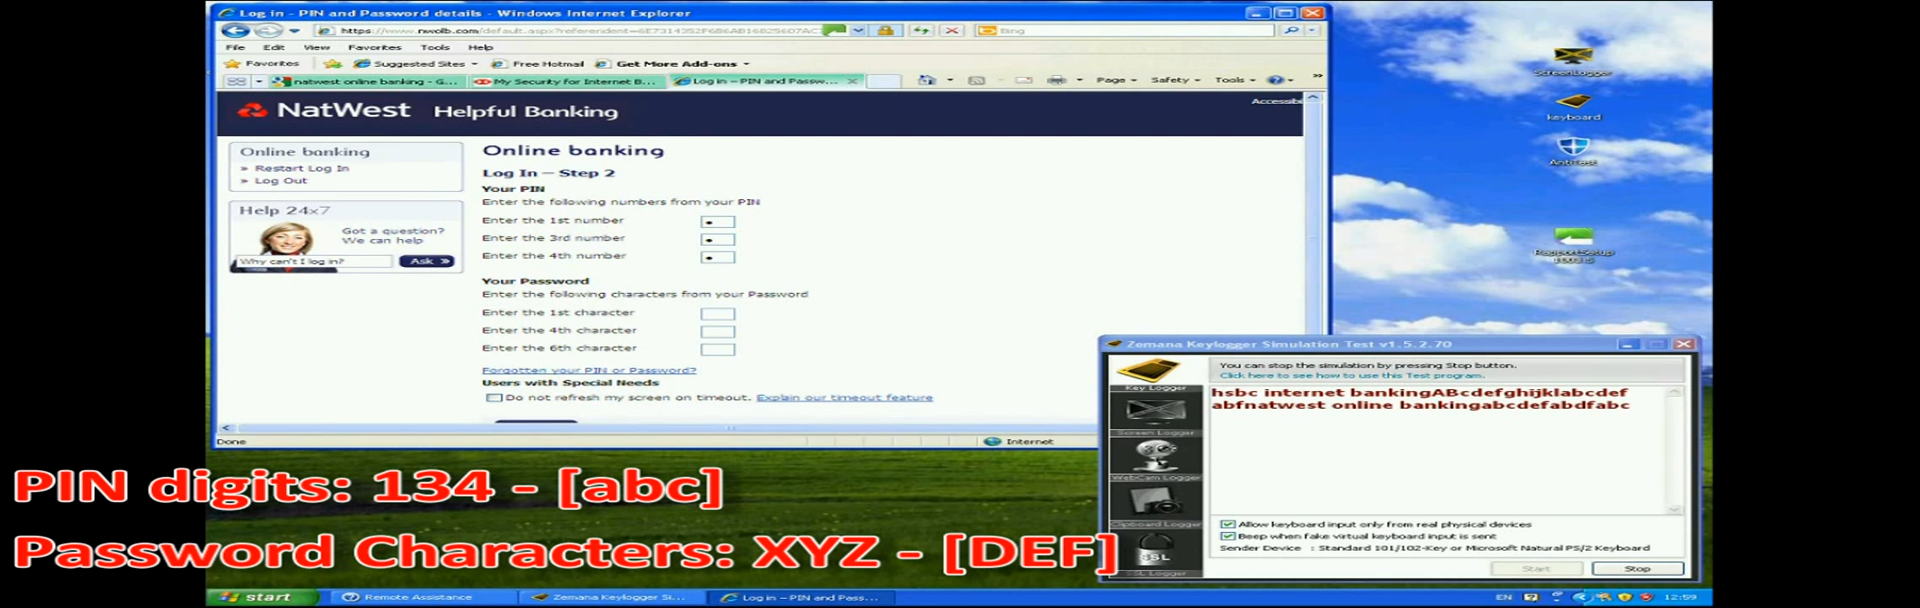 Log in - PIN and Password details - Windows Internet Explorer
Bing
File Edit View Favorites Tools Help
Favorites Suggested Sites Free Hotmail Get More Add-ons
natwest online banking - G... My Security for Internet B... Log in – PIN and Passw...
Page Safety Tools
NatWest Helpful Banking
Online banking
» Restart Log In
» Log Out
Help 24x7
Got a question?
We can help
Why can't I log in?
Ask »
Online banking
Log In – Step 2
Your PIN
Enter the following numbers from your PIN
Enter the 1st number
Enter the 3rd number
Enter the 4th number
Your Password
Enter the following characters from your Password
Enter the 1st character
Enter the 4th character
Enter the 6th character
Forgotten your PIN or Password?
Users with Special Needs
Do not refresh my screen on timeout. Explain our timeout feature
Done
Internet
ScreenLogger
keyboard
AntiTest
Zemana Keylogger Simulation Test v1.5.2.70
You can stop the simulation by pressing Stop button.
Click here to see how to use this Test program.
Key Logger
Screen Logger
WebCam Logger
Clipboard Logger
SSL Logger
hsbc internet bankingABcdefghijklabcdef
abfnatwest online bankingabcdefabdfabc
Allow keyboard input only from real physical devices
Beep when fake virtual keyboard input is sent
Sender Device : Standard 101/102-Key or Microsoft Natural PS/2 Keyboard
Start Stop
PIN digits: 134 - [abc]
Password Characters: XYZ - [DEF]
start
Remote Assistance
Zemana Keylogger Si...
Log in – PIN and Pass...
EN
12:59